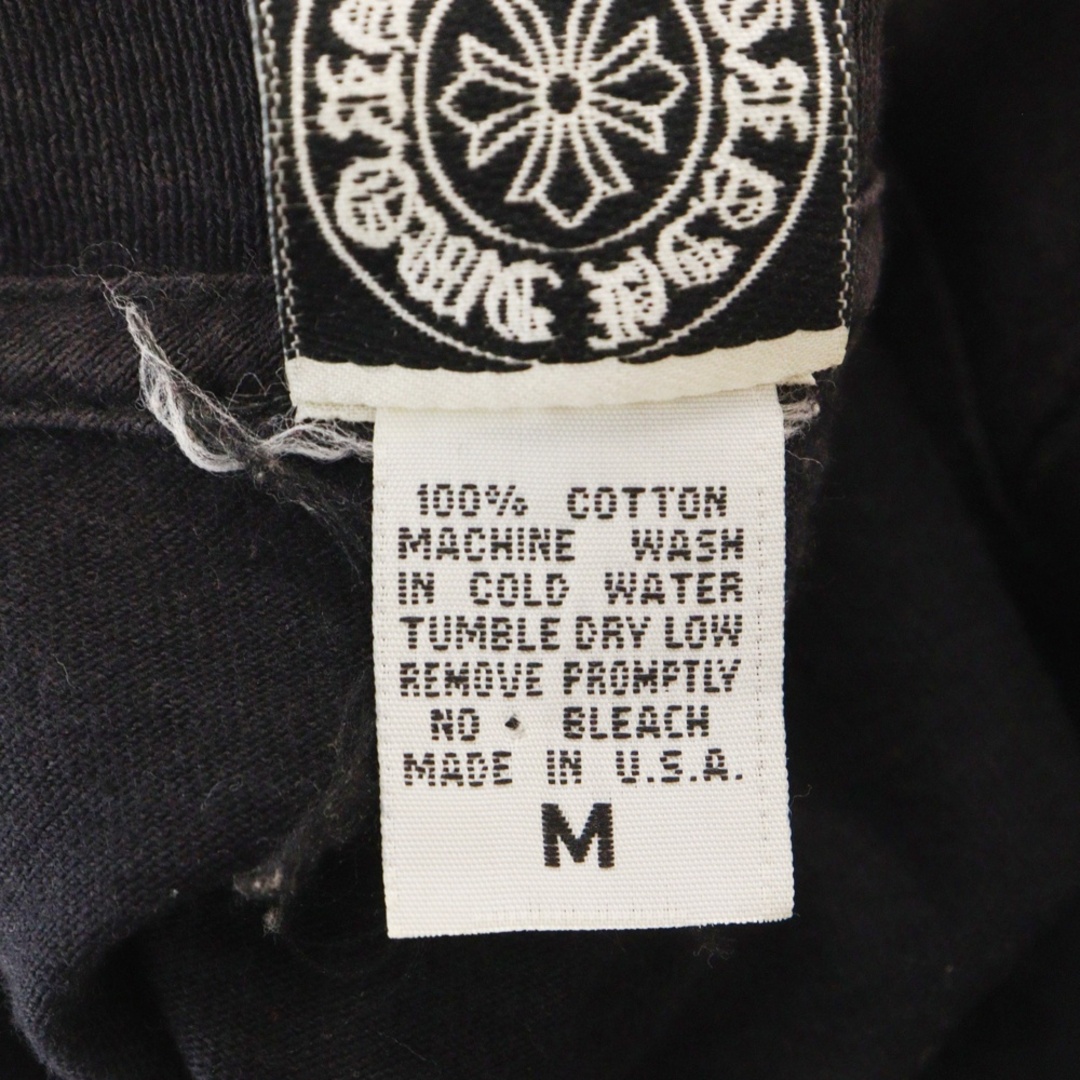 100% COTTON
MACHINE WASH
IN COLD WATER
TUMBLE DRY LOW
REMOVE PROMPTLY
NO • BLEACH
MADE IN U.S.A.
M